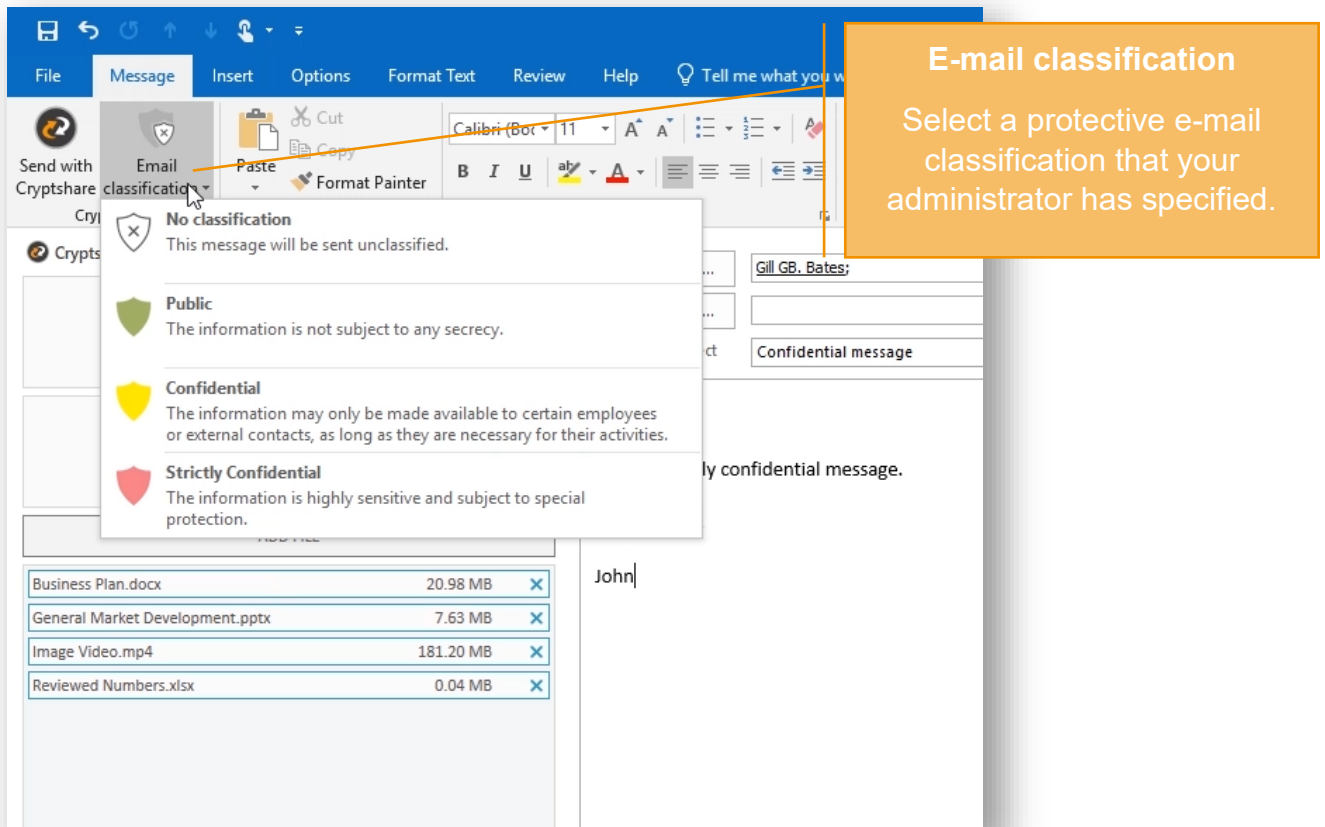 File Message Insert Options Format Text Review Help Tell me what you
Send with
Cryptshare
Email
classification
Paste
Cut
Copy
Format Painter
Calibri (Boc 11
B I U
E-mail classification
Select a protective e-mail
classification that your
administrator has specified.
No classification
This message will be sent unclassified.
Public
The information is not subject to any secrecy.
Confidential
The information may only be made available to certain employees
or external contacts, as long as they are necessary for their activities.
Strictly Confidential
The information is highly sensitive and subject to special
protection.
Gill GB. Bates;
Confidential message
ly confidential message.
John
Business Plan.docx 20.98 MB
General Market Development.pptx 7.63 MB
Image Video.mp4 181.20 MB
Reviewed Numbers.xlsx 0.04 MB